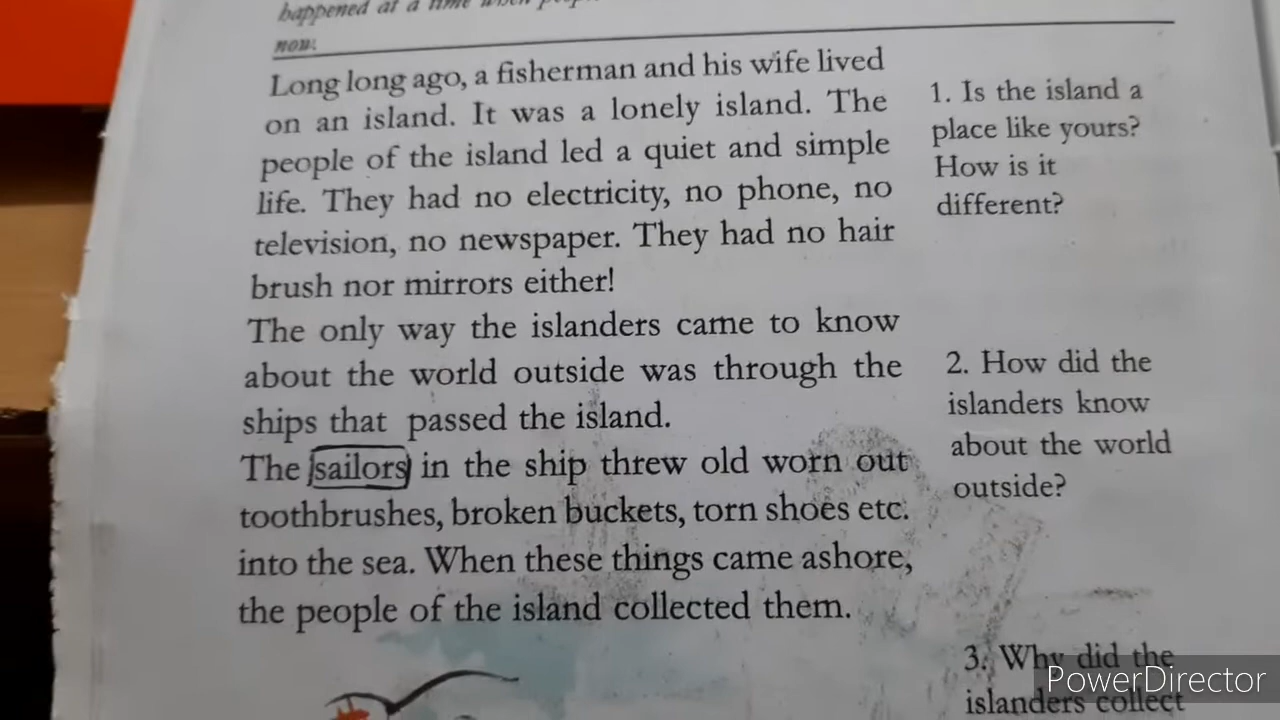 happened at a time when people
now.
Long long ago, a fisherman and his wife lived
on an island. It was a lonely island. The
people of the island led a quiet and simple
life. They had no electricity, no phone, no
television, no newspaper. They had no hair
brush nor mirrors either!
The only way the islanders came to know
about the world outside was through the
ships that passed the island.
The sailors in the ship threw old worn out
toothbrushes, broken buckets, torn shoes etc.
into the sea. When these things came ashore,
the people of the island collected them.
1. Is the island a
place like yours?
How is it
different?
2. How did the
islanders know
about the world
outside?
3. Why did the
islanders collect
PowerDirector